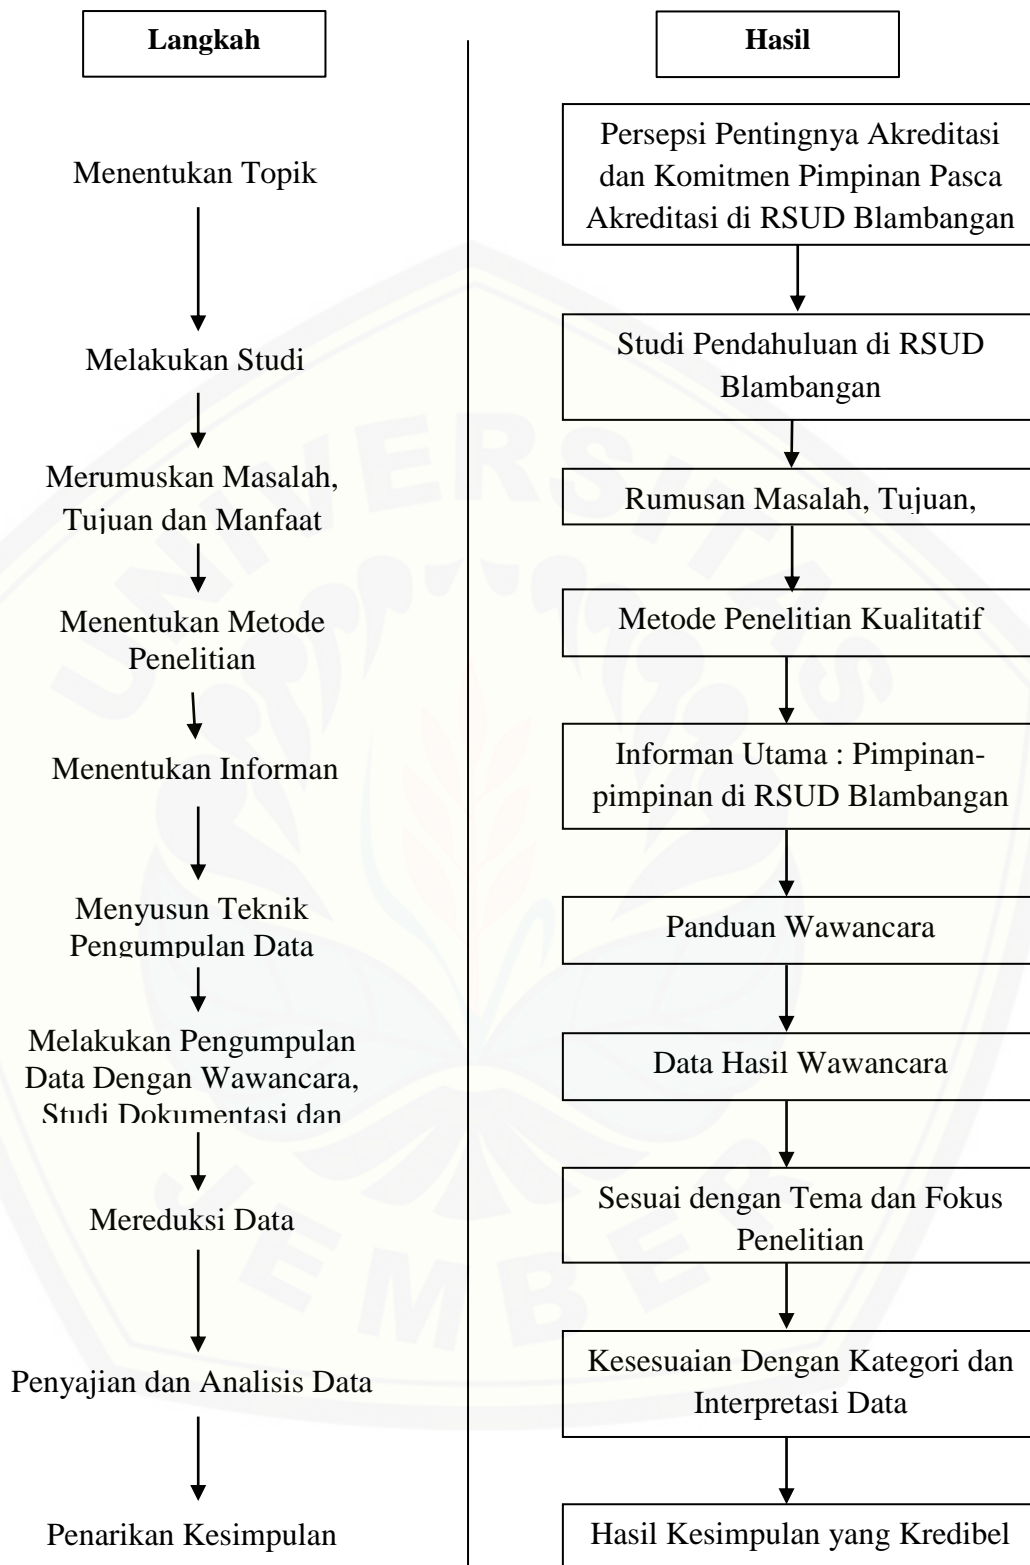 Langkah
Hasil
Menentukan Topik
Persepsi Pentingnya Akreditasi
dan Komitmen Pimpinan Pasca
Akreditasi di RSUD Blambangan
Melakukan Studi
Studi Pendahuluan di RSUD
Blambangan
Merumuskan Masalah,
Tujuan dan Manfaat
Rumusan Masalah, Tujuan,
Menentukan Metode
Penelitian
Metode Penelitian Kualitatif
Menentukan Informan
Informan Utama : Pimpinan-
pimpinan di RSUD Blambangan
Menyusun Teknik
Pengumpulan Data
Panduan Wawancara
Melakukan Pengumpulan
Data Dengan Wawancara,
Studi Dokumentasi dan
Data Hasil Wawancara
Mereduksi Data
Sesuai dengan Tema dan Fokus
Penelitian
Penyajian dan Analisis Data
Kesesuaian Dengan Kategori dan
Interpretasi Data
Penarikan Kesimpulan
Hasil Kesimpulan yang Kredibel
UNIVERSITAS
JEMBER